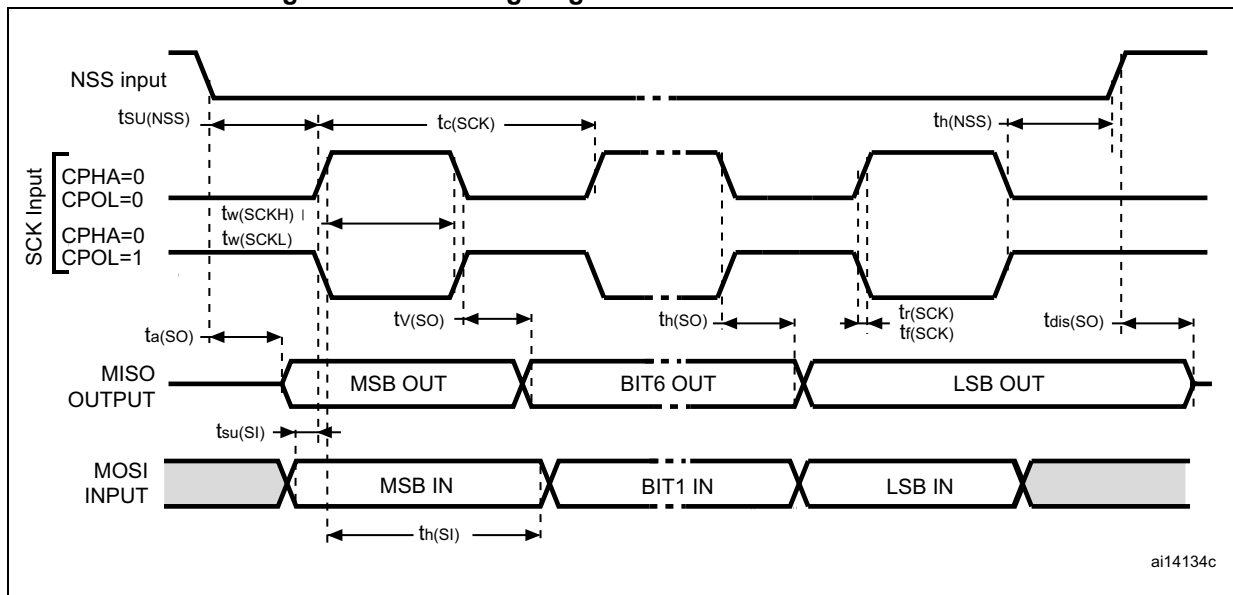 NSS input
tSU(NSS)
tc(SCK)
th(NSS)
SCK Input
CPHA=0
CPOL=0
tw(SCKH)
CPHA=0
tw(SCKL)
CPOL=1
tV(SO)
th(SO)
tr(SCK)
tf(SCK)
ta(SO)
tdis(SO)
MISO
OUTPUT
MSB OUT
BIT6 OUT
LSB OUT
tsu(SI)
MOSI
INPUT
MSB IN
BIT1 IN
LSB IN
th(SI)
ai14134c